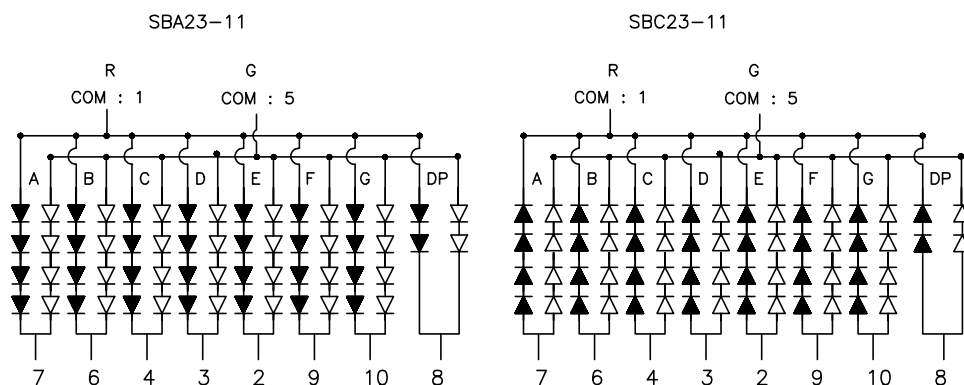 SBA23-11 SBC23-11
R G R G
COM : 1 COM : 5 COM : 1 COM : 5
A B C D E F G DP A B C D E F G DP
7 6 4 3 2 9 10 8 7 6 4 3 2 9 10 8